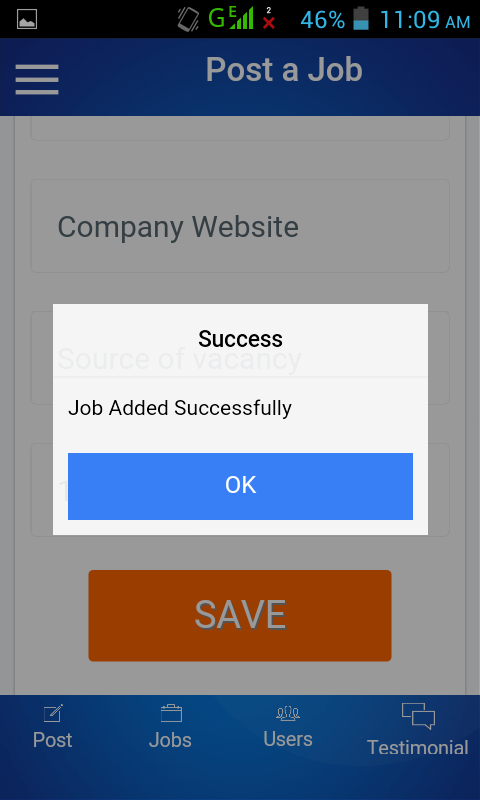 G E 2 46% 11:09 AM
Post a Job
Company Website
Success
Source of vacancy
Job Added Successfully
OK
SAVE
Post Jobs Users Testimonial